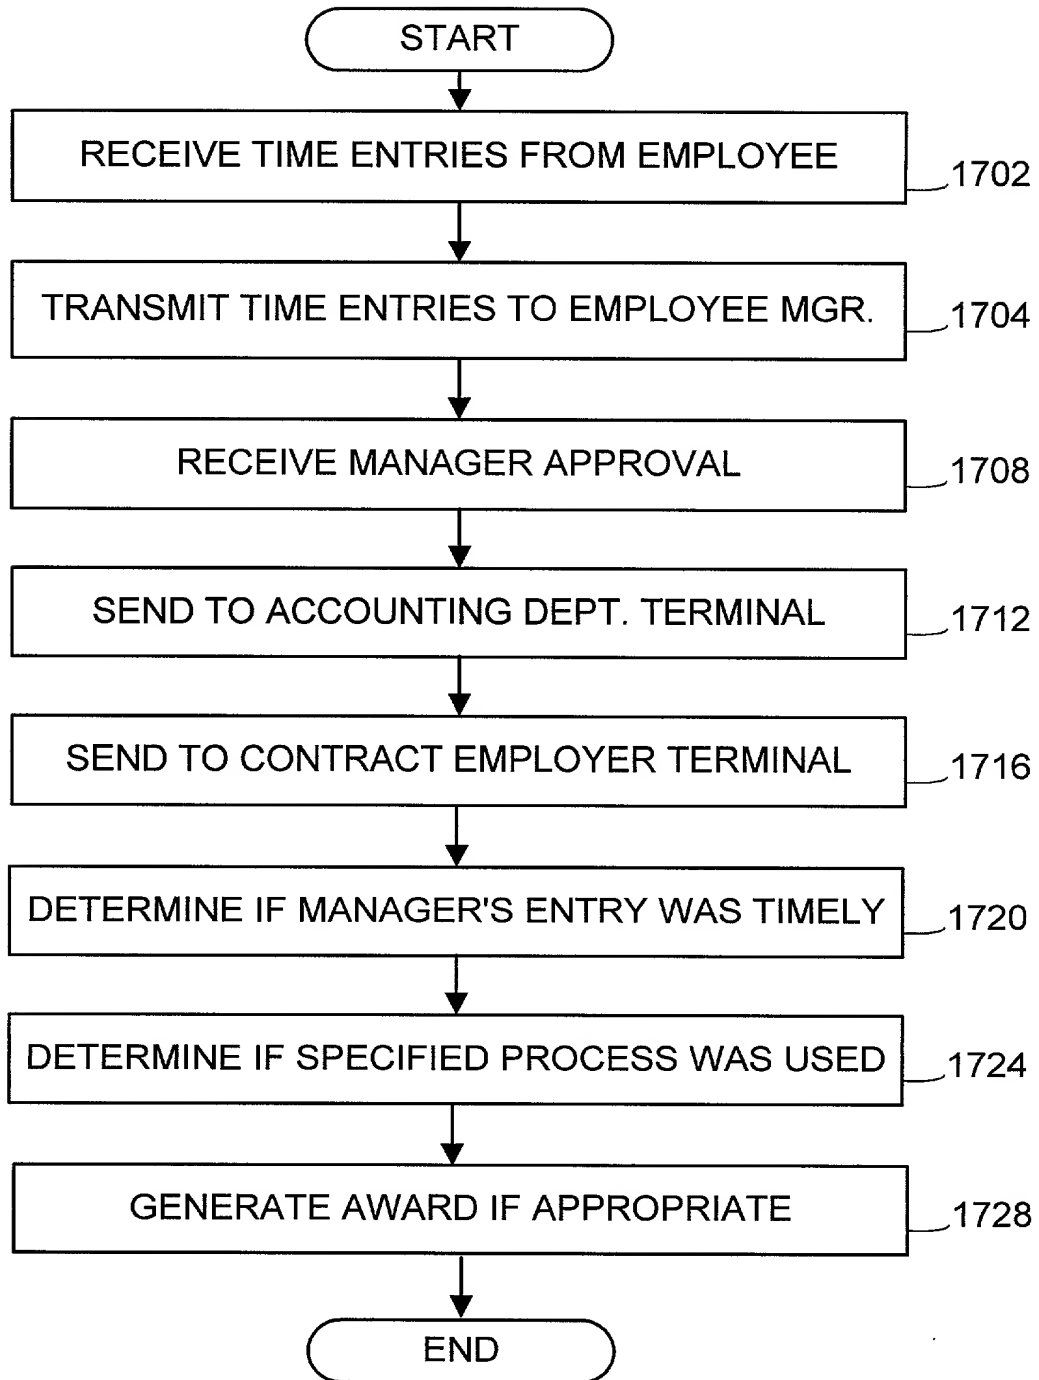 START
RECEIVE TIME ENTRIES FROM EMPLOYEE
1702
TRANSMIT TIME ENTRIES TO EMPLOYEE MGR.
1704
RECEIVE MANAGER APPROVAL
1708
SEND TO ACCOUNTING DEPT. TERMINAL
1712
SEND TO CONTRACT EMPLOYER TERMINAL
1716
DETERMINE IF MANAGER'S ENTRY WAS TIMELY
1720
DETERMINE IF SPECIFIED PROCESS WAS USED
1724
GENERATE AWARD IF APPROPRIATE
1728
END